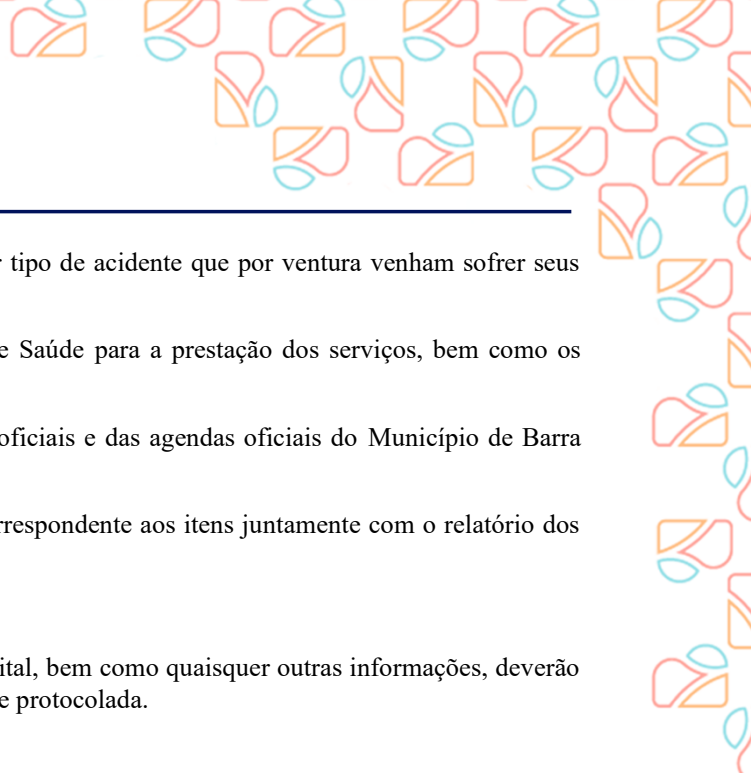 tipo de acidente que por ventura venham sofrer seus
Saúde para a prestação dos serviços, bem como os
oficiais e das agendas oficiais do Município de Barra
rrespondente aos itens juntamente com o relatório dos
ital, bem como quaisquer outras informações, deverão
e protocolada.